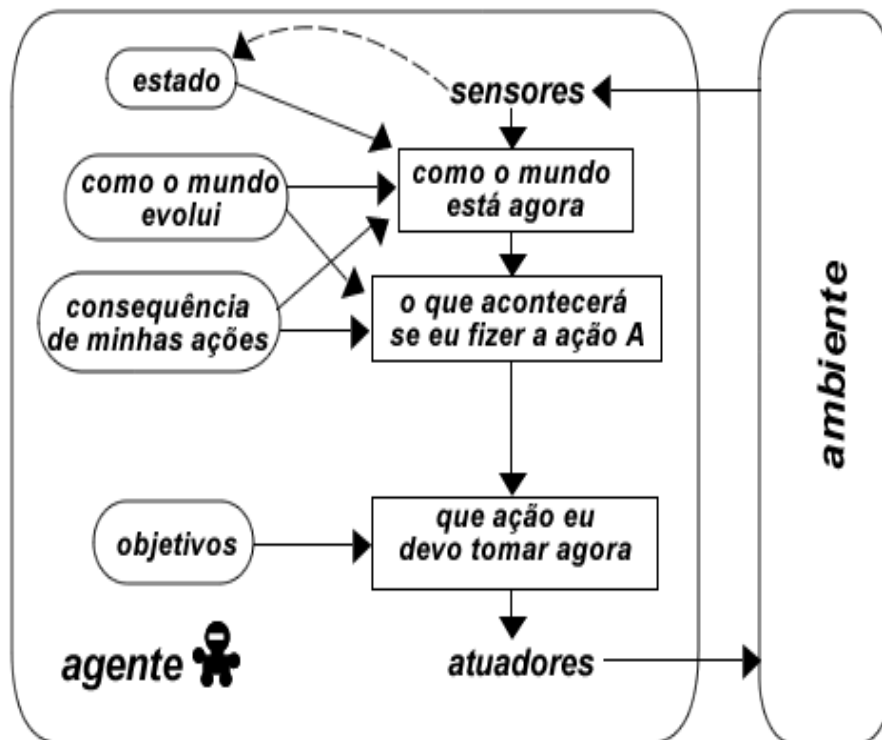 estado
sensores
como o mundo
evolui
como o mundo
está agora
consequência
de minhas ações
o que acontecerá
se eu fizer a ação A
objetivos
que ação eu
devo tomar agora
agente
atuadores
ambiente